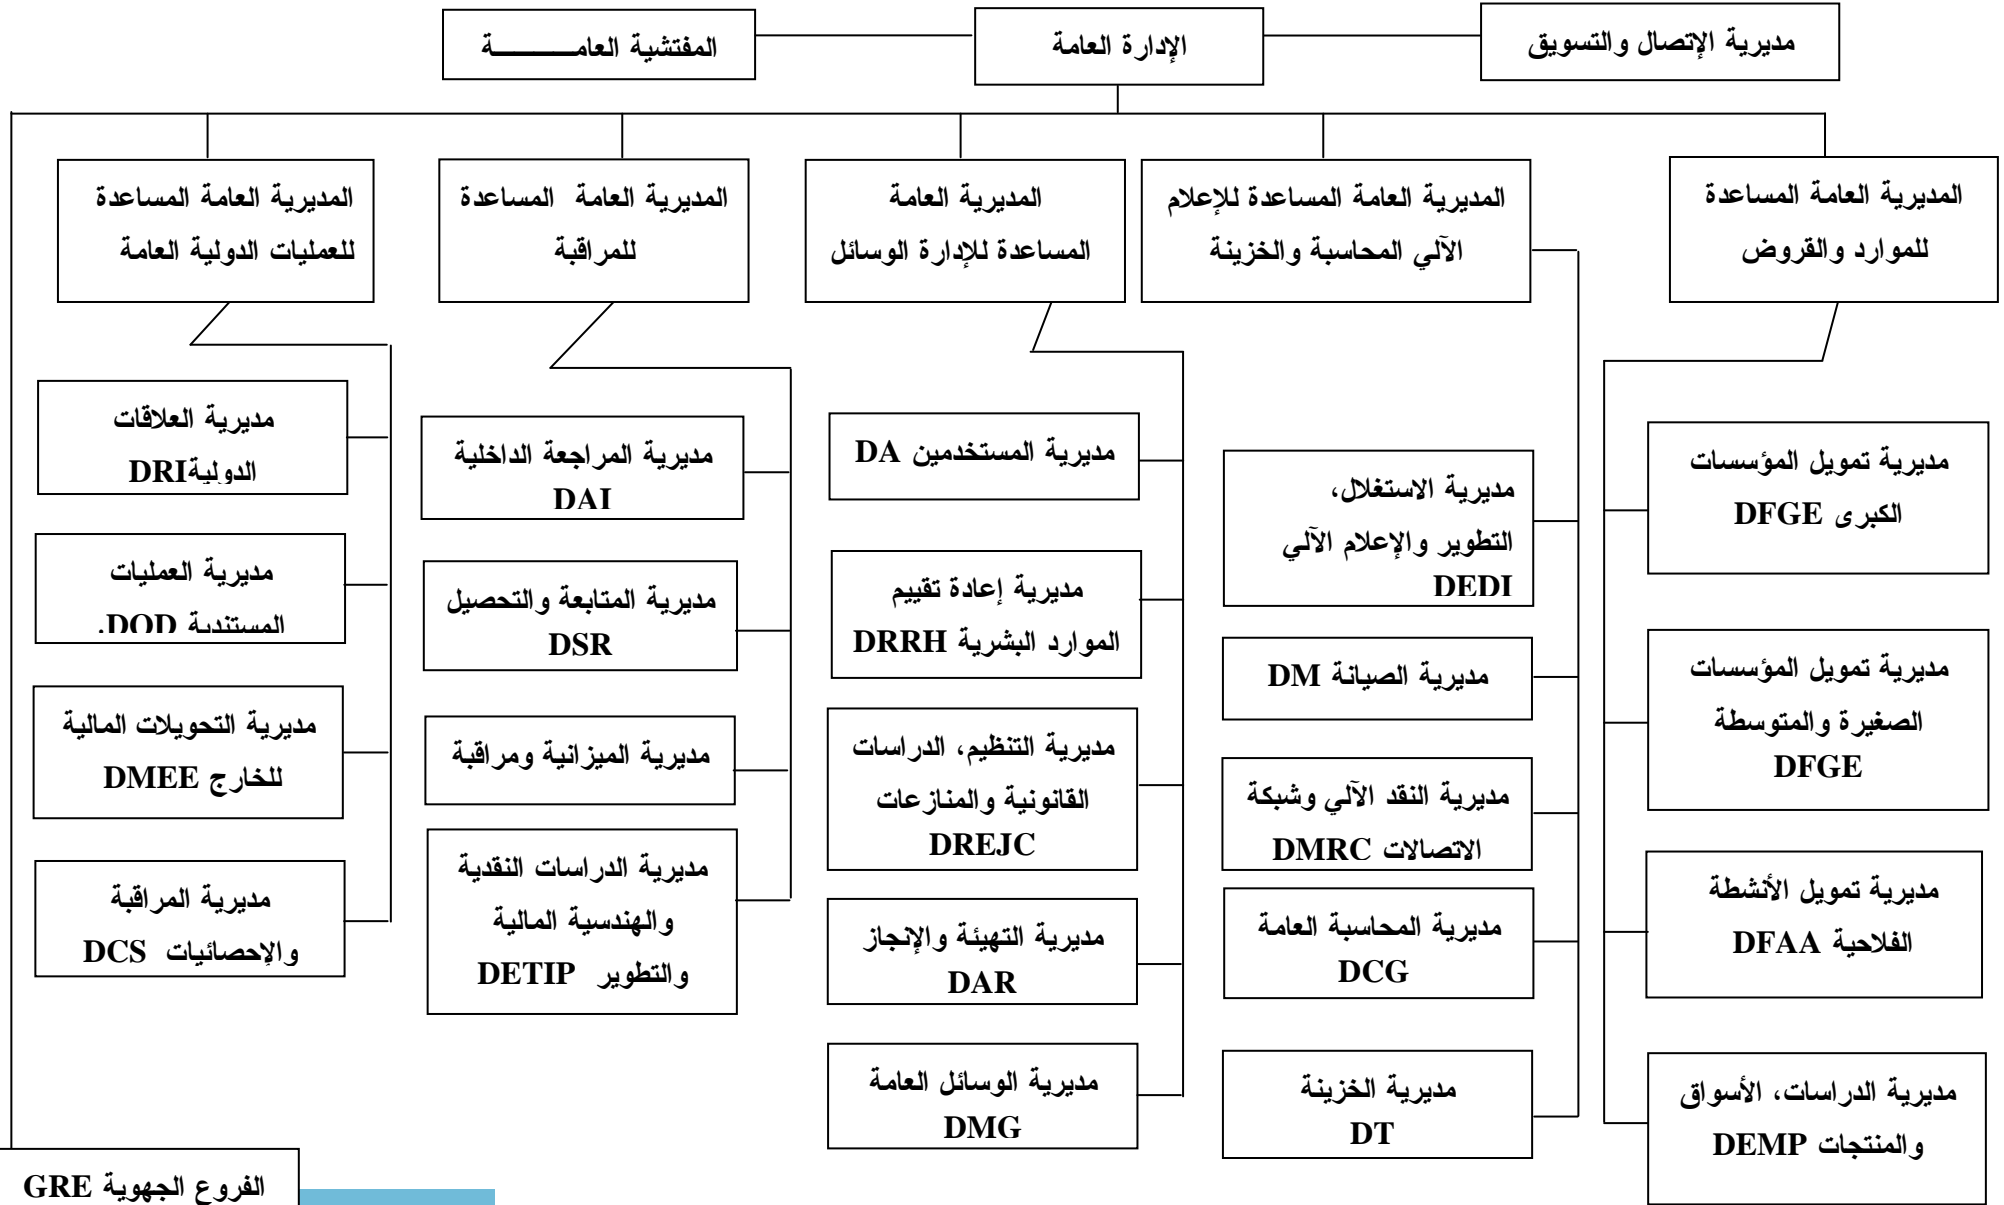 مديرية الإتصال والتسويق
الإدارة العامة
المفتشية العامـــــــــــة
المديرية العامة المساعدة
للموارد والقروض
المديرية العامة المساعدة للإعلام
الآلي المحاسبة والخزينة
المديرية العامة
المساعدة للإدارة الوسائل
المديرية العامة المساعدة
للمراقبة
المديرية العامة المساعدة
للعمليات الدولية العامة
مديرية تمويل المؤسسات
الكبرى DFGE
مديرية تمويل المؤسسات
الصغيرة والمتوسطة
DFGE
مديرية تمويل الأنشطة
الفلاحية DFAA
مديرية الدراسات، الأسواق
والمنتجات DEMP
مديرية الاستغلال،
التطوير والإعلام الآلي
DEDI
مديرية الصيانة DM
مديرية النقد الآلي وشبكة
الاتصالات DMRC
مديرية المحاسبة العامة
DCG
مديرية الخزينة
DT
مديرية المستخدمين DA
مديرية إعادة تقييم
الموارد البشرية DRRH
مديرية التنظيم، الدراسات
القانونية والمنازعات
DREJC
مديرية التهيئة والإنجاز
DAR
مديرية الوسائل العامة
DMG
مديرية المراجعة الداخلية
DAI
مديرية المتابعة والتحصيل
DSR
مديرية الميزانية ومراقبة
مديرية الدراسات النقدية
والهندسية المالية
والتطوير DETIP
مديرية العلاقات
الدوليةDRI
مديرية العمليات
المستندية DOD.
مديرية التحويلات المالية
للخارج DMEE
مديرية المراقبة
والإحصائيات DCS
الفروع الجهوية GRE